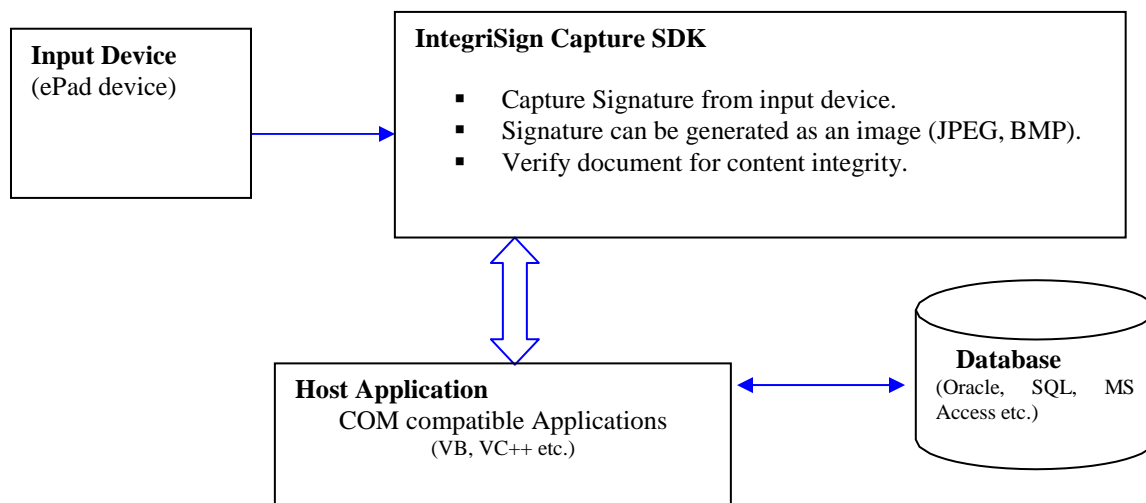 Input Device
(ePad device)
IntegriSign Capture SDK
▪ Capture Signature from input device.
▪ Signature can be generated as an image (JPEG, BMP).
▪ Verify document for content integrity.
Host Application
COM compatible Applications
(VB, VC++ etc.)
Database
(Oracle, SQL, MS
Access etc.)